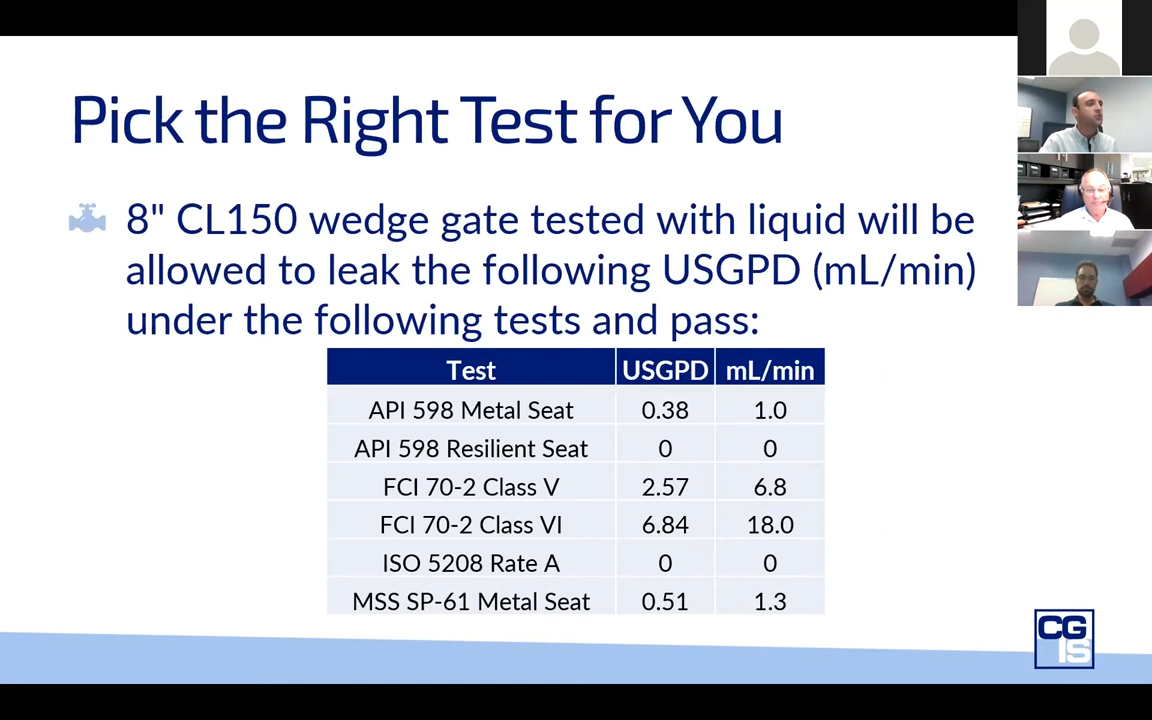 Pick the Right Test for You
8" CL150 wedge gate tested with liquid will be
allowed to leak the following USGPD (mL/min)
under the following tests and pass:
Test USGPD mL/min
API 598 Metal Seat 0.38 1.0
API 598 Resilient Seat 0 0
FCI 70-2 Class V 2.57 6.8
FCI 70-2 Class VI 6.84 18.0
ISO 5208 Rate A 0 0
MSS SP-61 Metal Seat 0.51 1.3
CG
IS